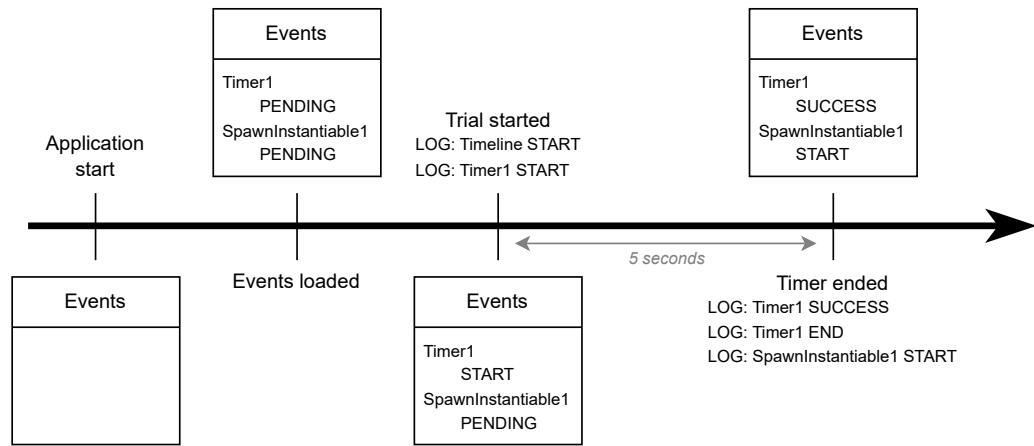 Application
start
Events
Events
Timer1
PENDING
SpawnInstantiable1
PENDING
Events loaded
Trial started
LOG: Timeline START
LOG: Timer1 START
Events
Timer1
START
SpawnInstantiable1
PENDING
5 seconds
Events
Timer1
SUCCESS
SpawnInstantiable1
START
Timer ended
LOG: Timer1 SUCCESS
LOG: Timer1 END
LOG: SpawnInstantiable1 START